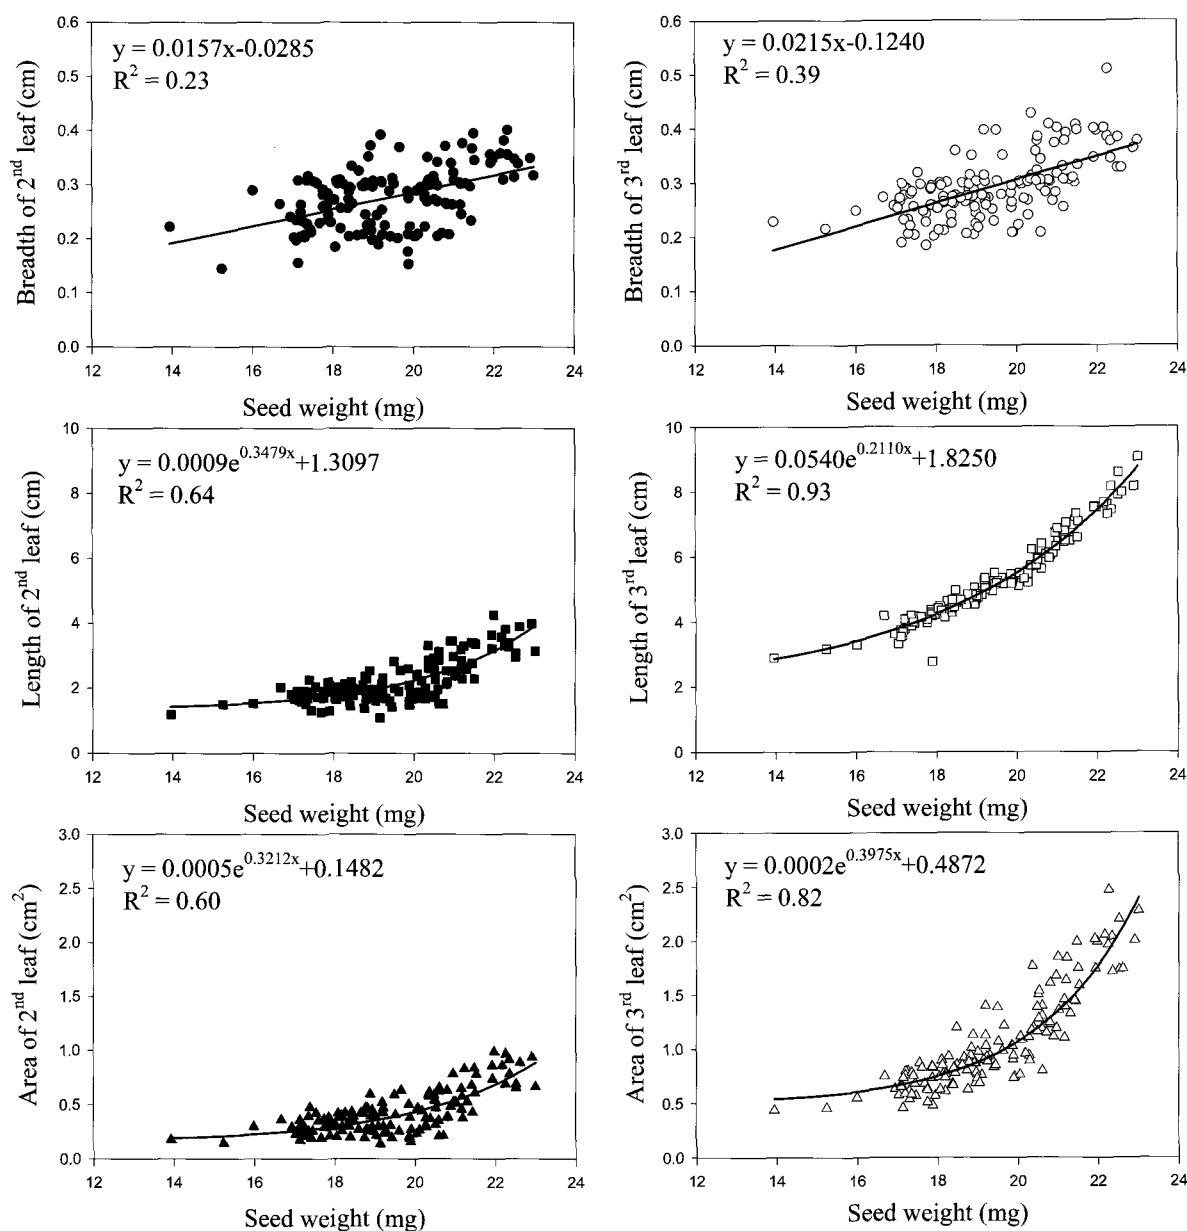 y = 0.0157x-0.0285
R² = 0.23
0.6
0.5
0.4
0.3
0.2
0.1
0.0
Breadth of 2nd leaf (cm)
12 14 16 18 20 22 24
Seed weight (mg)
y = 0.0215x-0.1240
R² = 0.39
0.6
0.5
0.4
0.3
0.2
0.1
0.0
Breadth of 3rd leaf (cm)
12 14 16 18 20 22 24
Seed weight (mg)
y = 0.0009e^0.3479x+1.3097
R² = 0.64
10
8
6
4
2
0
Length of 2nd leaf (cm)
12 14 16 18 20 22 24
Seed weight (mg)
y = 0.0540e^0.2110x+1.8250
R² = 0.93
10
8
6
4
2
0
Length of 3rd leaf (cm)
12 14 16 18 20 22 24
Seed weight (mg)
y = 0.0005e^0.3212x+0.1482
R² = 0.60
3.0
2.5
2.0
1.5
1.0
0.5
0.0
Area of 2nd leaf (cm²)
12 14 16 18 20 22 24
Seed weight (mg)
y = 0.0002e^0.3975x+0.4872
R² = 0.82
3.0
2.5
2.0
1.5
1.0
0.5
0.0
Area of 3rd leaf (cm²)
12 14 16 18 20 22 24
Seed weight (mg)